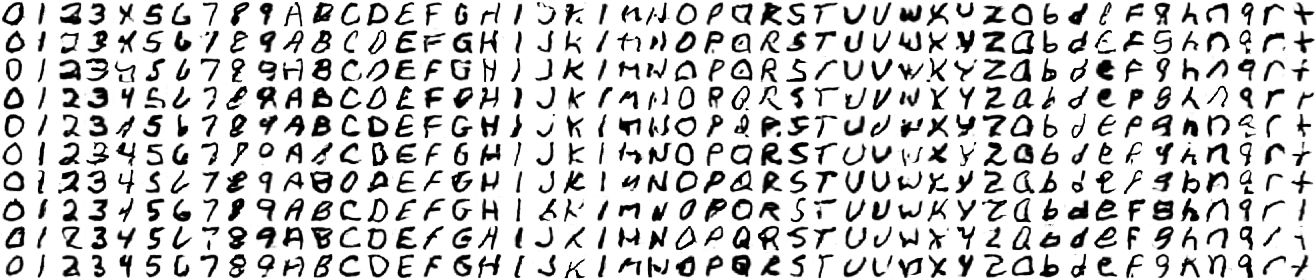 0 1 2 3 4 5 6 7 8 9 A B C D E F G H I J K l M N O P Q R S T U V W X Y Z a b d e F g h n q r t
0 1 2 3 4 5 6 7 8 9 A B C D E F G H I J K l M N O P Q R S T U V W X Y Z a b d e F g h n q r t
0 1 2 3 4 5 6 7 8 9 A B C D E F G H I J K l M N O P Q R S T U V W X Y Z a b d e F g h n q r t
0 1 2 3 4 5 6 7 8 9 A B C D E F G H I J K l M N O P Q R S T U V W X Y Z a b d e f g h n q r r
0 1 2 3 4 5 6 7 8 9 A B C D E F G H I J K l M N O P Q R S T U V W X Y Z a b d e f g h n q r t
0 1 2 3 4 5 6 7 8 9 A B C D E F G H I J K l M N O P Q R S T U V W X Y Z a b d e f g h n q r t
0 1 2 3 4 5 6 7 8 9 A B C D E F G H I J K l M N O P Q R S T U V W X Y Z a b d e f g h n q r t
0 1 2 3 4 5 6 7 8 9 A B C D E F G H I J K l M N O P Q R S T U V W X Y Z a b d e F g h n q r t
0 1 2 3 4 5 6 7 8 9 A B C D E F G H I J K l M N O P Q R S T U V W X Y Z a b d e F g h n q r t
0 1 2 3 4 5 6 7 8 9 A B C D E F G H I J K l M N O P Q R S T U V W X Y Z a b d e f g h n q r t